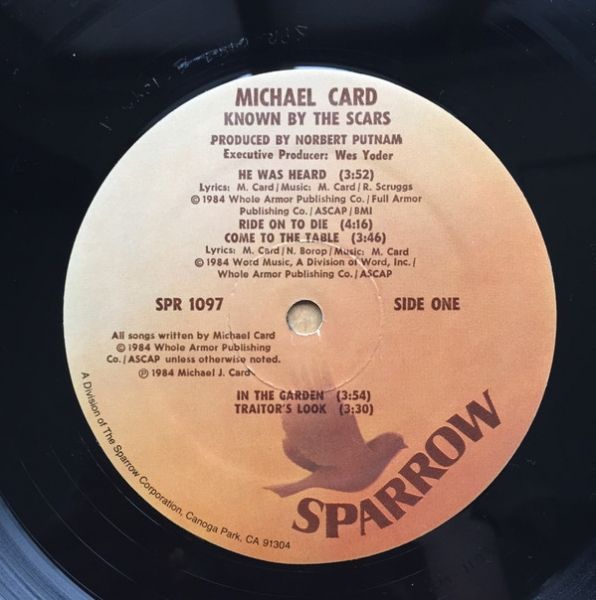 MICHAEL CARD
KNOWN BY THE SCARS
PRODUCED BY NORBERT PUTNAM
Executive Producer: Wes Yoder
HE WAS HEARD (3:52)
Lyrics: M. Card/Music: M. Card/R. Scruggs
© 1984 Whole Armor Publishing Co./Full Armor
Publishing Co./ASCAP/BMI
RIDE ON TO DIE (4:16)
COME TO THE TABLE (3:46)
Lyrics: M. Card/N. Borop/Music: M. Card
© 1984 Word Music, A Division of Word, Inc./
Whole Armor Publishing Co./ASCAP
SPR 1097
SIDE ONE
All songs written by Michael Card
© 1984 Whole Armor Publishing
Co./ASCAP unless otherwise noted.
℗ 1984 Michael J. Card
IN THE GARDEN (3:54)
TRAITOR'S LOOK (3:30)
SPARROW
A Division of The Sparrow Corporation, Canoga Park, CA 91304